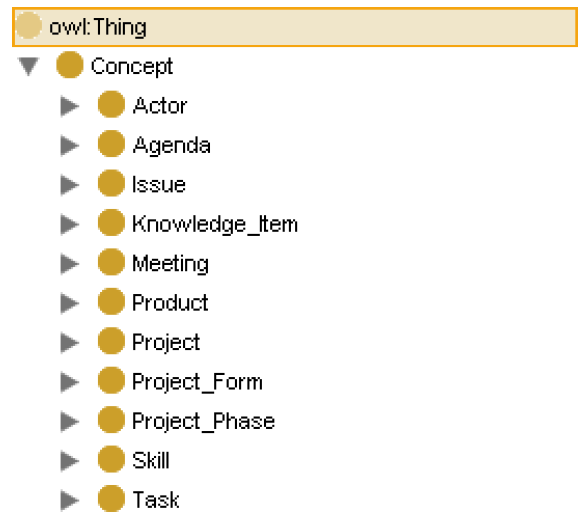 owl:Thing
Concept
Actor
Agenda
Issue
Knowledge_Item
Meeting
Product
Project
Project_Form
Project_Phase
Skill
Task